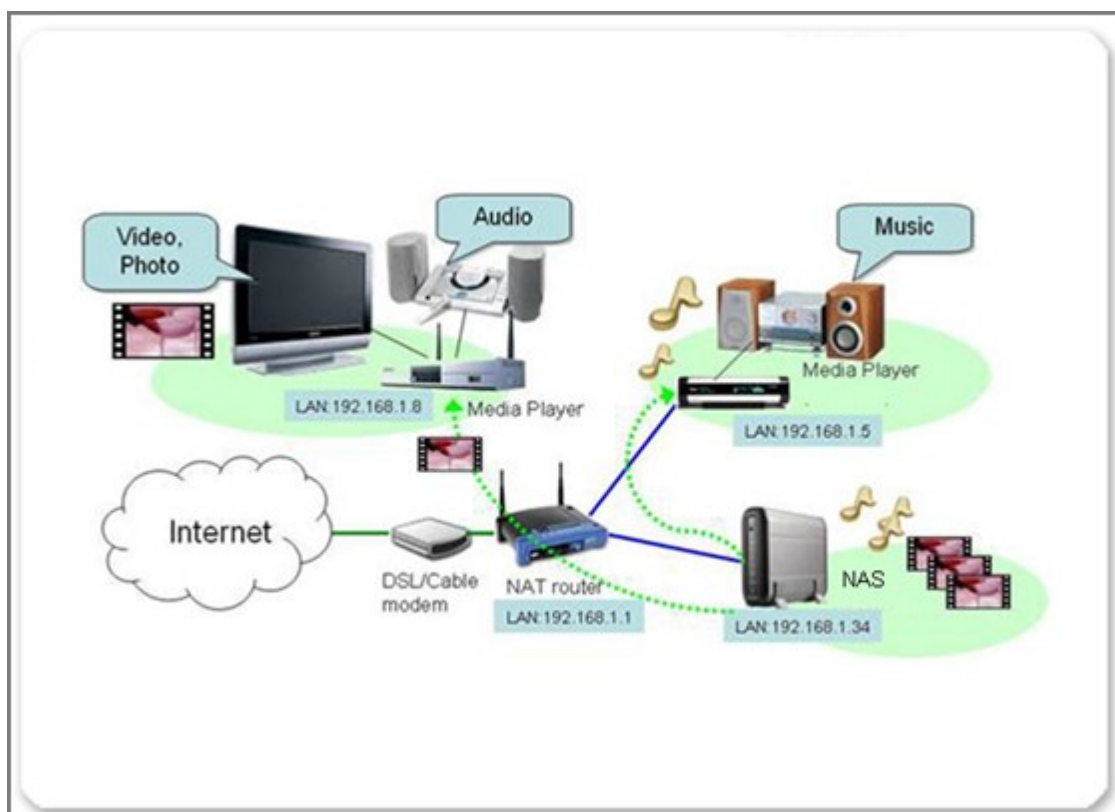 Video,
Photo
Audio
Music
LAN:192.168.1.8
Media Player
Media Player
LAN:192.168.1.5
Internet
DSL/Cable
modem
NAT router
LAN:192.168.1.1
NAS
LAN:192.168.1.34